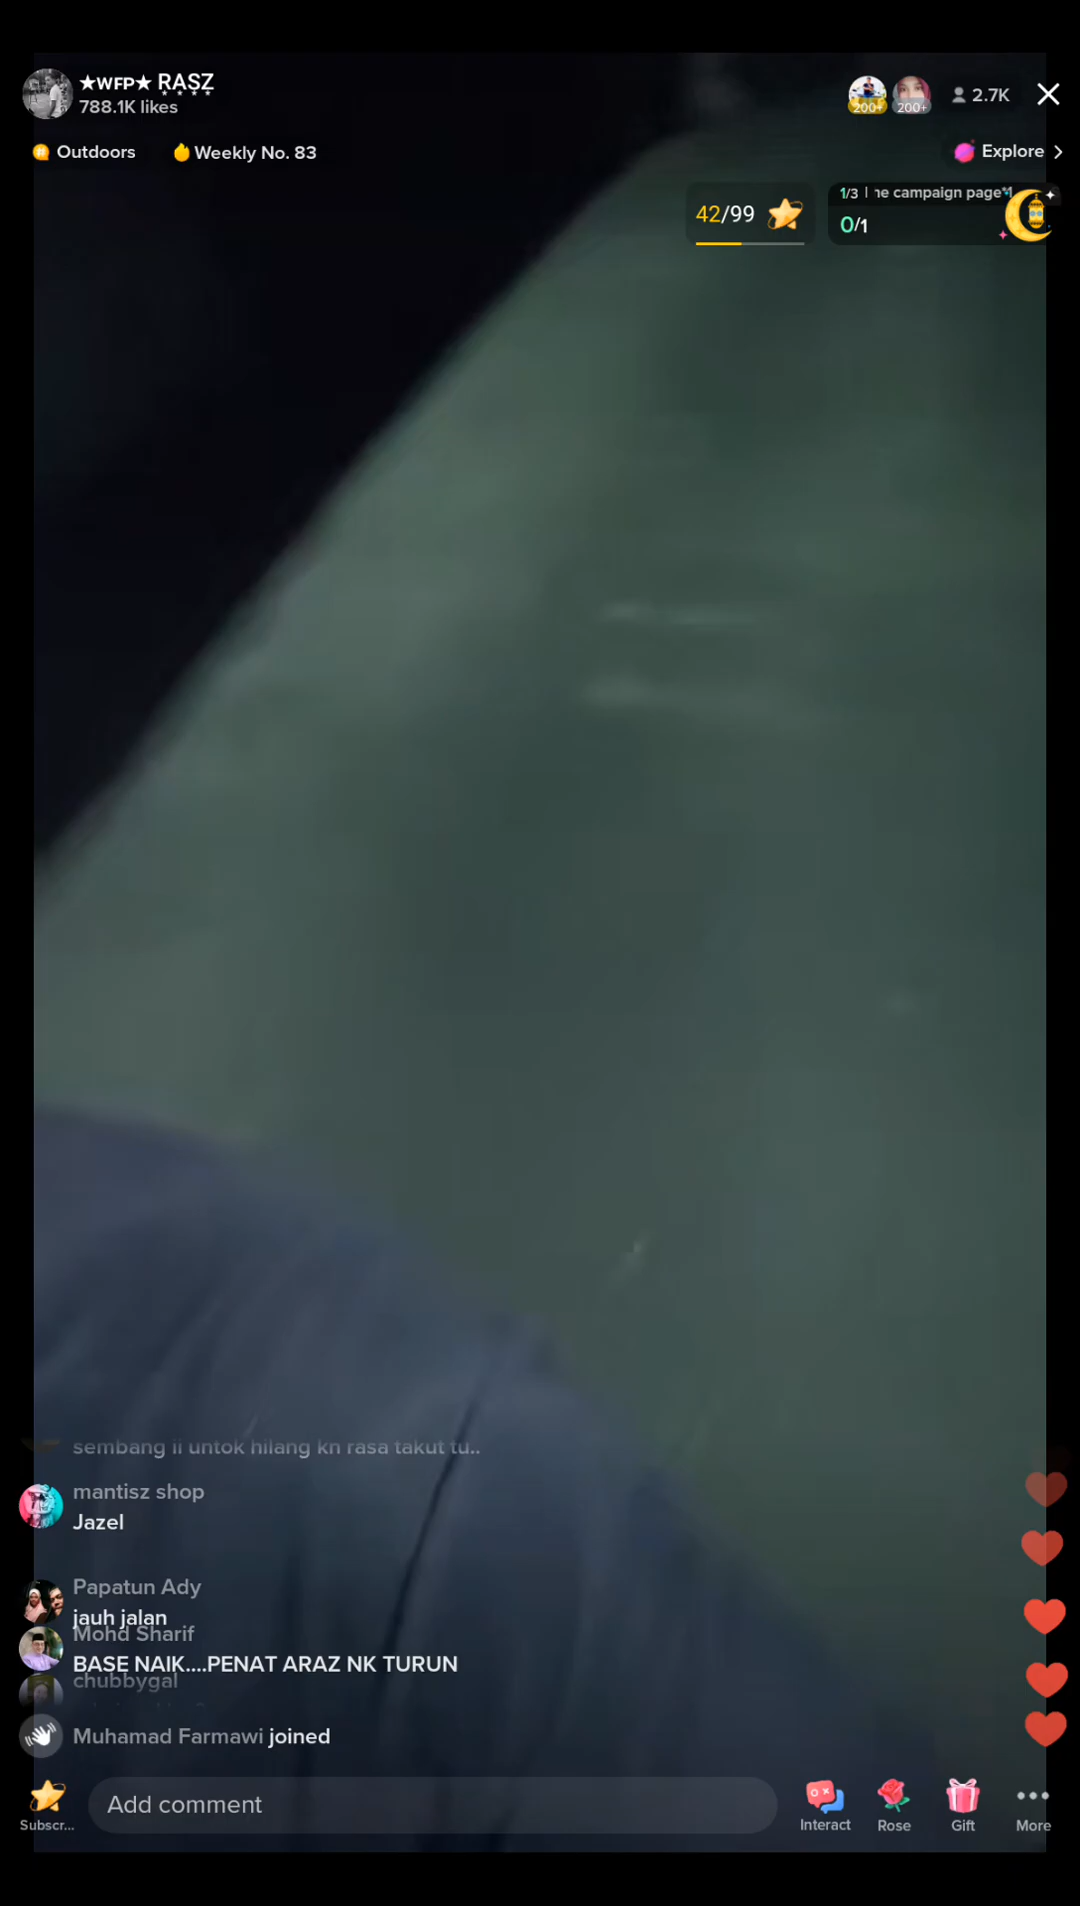 ★WFP★ RASZ
788.1K likes
200+
200+
2.7K
Outdoors
Weekly No. 83
Explore
42/99
1/3 he campaign page
0/1
sembang ii untok hilang kn rasa takut tu..
mantisz shop
Jazel
Papatun Ady
jauh jalan
Mohd Sharif
BASE NAIK....PENAT ARAZ NK TURUN
chubbygal
Muhamad Farmawi joined
Add comment
Subscr...
Interact
Rose
Gift
More